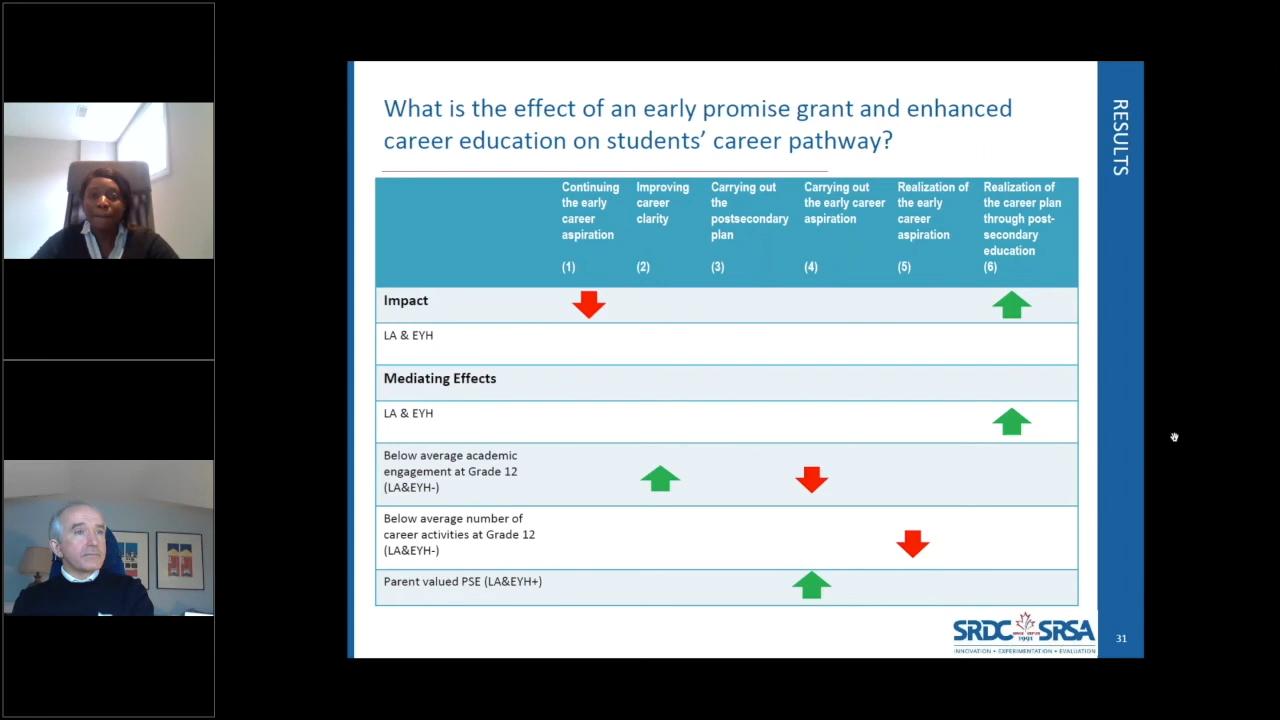 What is the effect of an early promise grant and enhanced
career education on students' career pathway?
RESULTS
Continuing
the early
career
aspiration
(1)
Improving
career
clarity
(2)
Carrying out
the
postsecondary
plan
(3)
Carrying out
the early career
aspiration
(4)
Realization of
the early
career
aspiration
(5)
Realization of
the career plan
through post-
secondary
education
(6)
Impact
LA & EYH
Mediating Effects
LA & EYH
Below average academic
engagement at Grade 12
(LA&EYH-)
Below average number of
career activities at Grade 12
(LA&EYH-)
Parent valued PSE (LA&EYH+)
SRDC SRSA
1991
INNOVATION • EXPERIMENTATION • EVALUATION
31